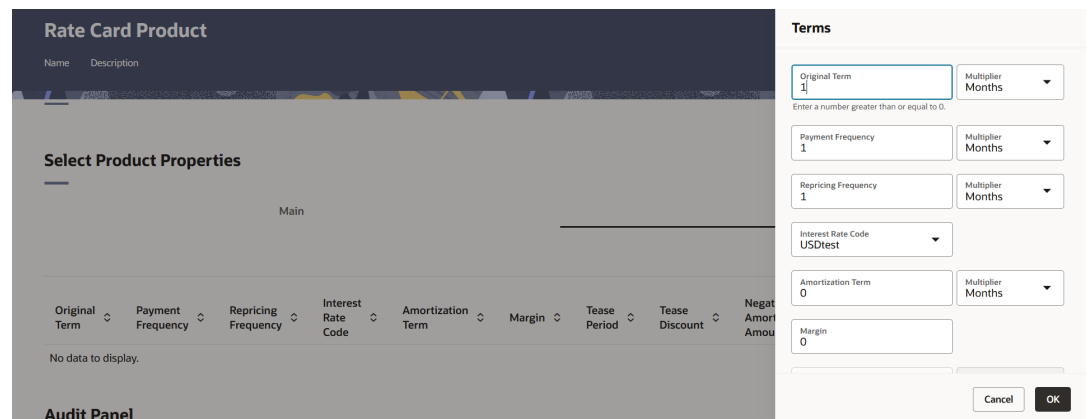 Rate Card Product
Name Description
Select Product Properties
Main
Original Term
Payment Frequency
Repricing Frequency
Interest Rate Code
Amortization Term
Margin
Tease Period
Tease Discount
No data to display.
Audit Panel
Terms
Original Term
1
Multiplier
Months
Enter a number greater than or equal to 0.
Payment Frequency
1
Multiplier
Months
Repricing Frequency
1
Multiplier
Months
Interest Rate Code
USDtest
Amortization Term
0
Multiplier
Months
Margin
0
Cancel OK